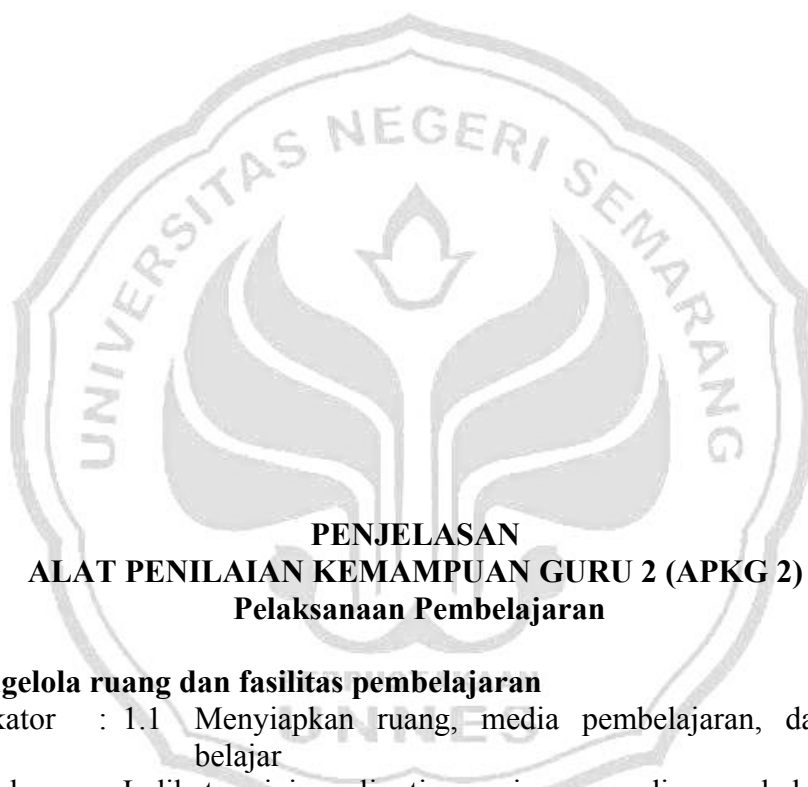 UNIVERSITAS NEGERI SEMARANG
PENJELASAN
ALAT PENILAIAN KEMAMPUAN GURU 2 (APKG 2)
Pelaksanaan Pembelajaran
gelola ruang dan fasilitas pembelajaran
kator : 1.1 Menyiapkan ruang, media pembelajaran, da
belajar
UNNES